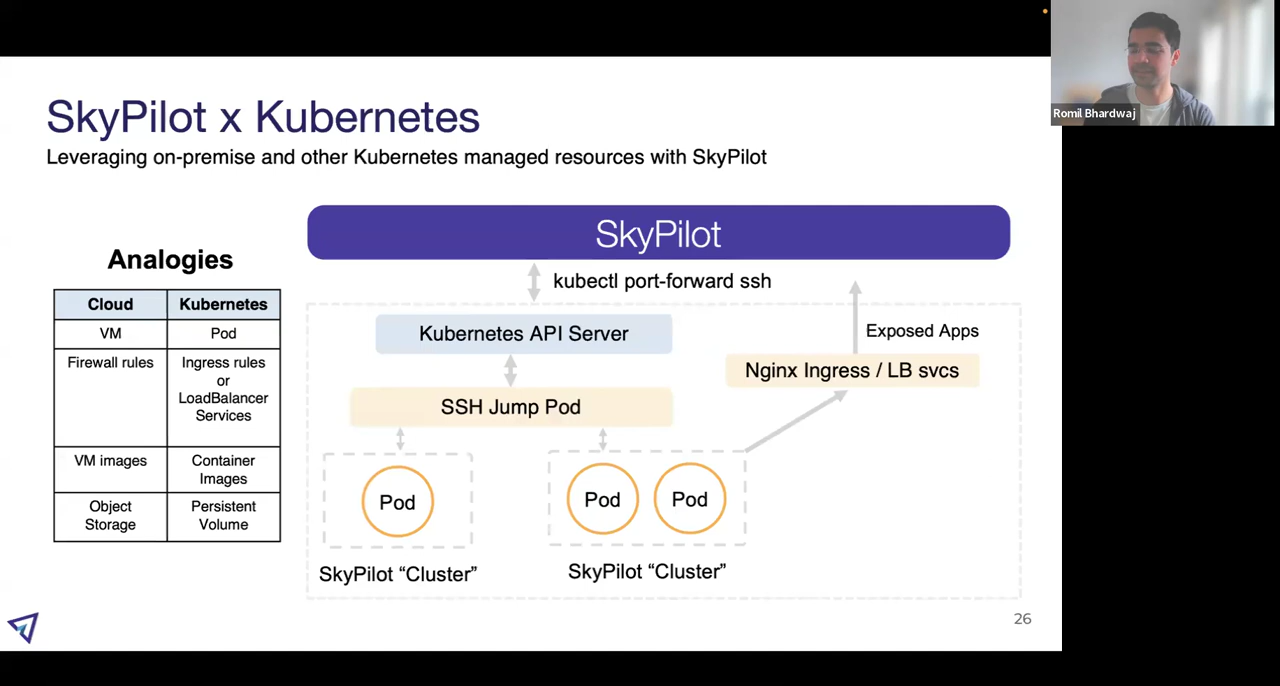 Romil Bhardwaj
SkyPilot x Kubernetes
Leveraging on-premise and other Kubernetes managed resources with SkyPilot
Analogies
Cloud
Kubernetes
VM
Pod
Firewall rules
Ingress rules
or
LoadBalancer
Services
VM images
Container
Images
Object
Storage
Persistent
Volume
SkyPilot
kubectl port-forward ssh
Kubernetes API Server
Exposed Apps
Nginx Ingress / LB svcs
SSH Jump Pod
Pod
Pod
Pod
SkyPilot “Cluster”
SkyPilot “Cluster”
26